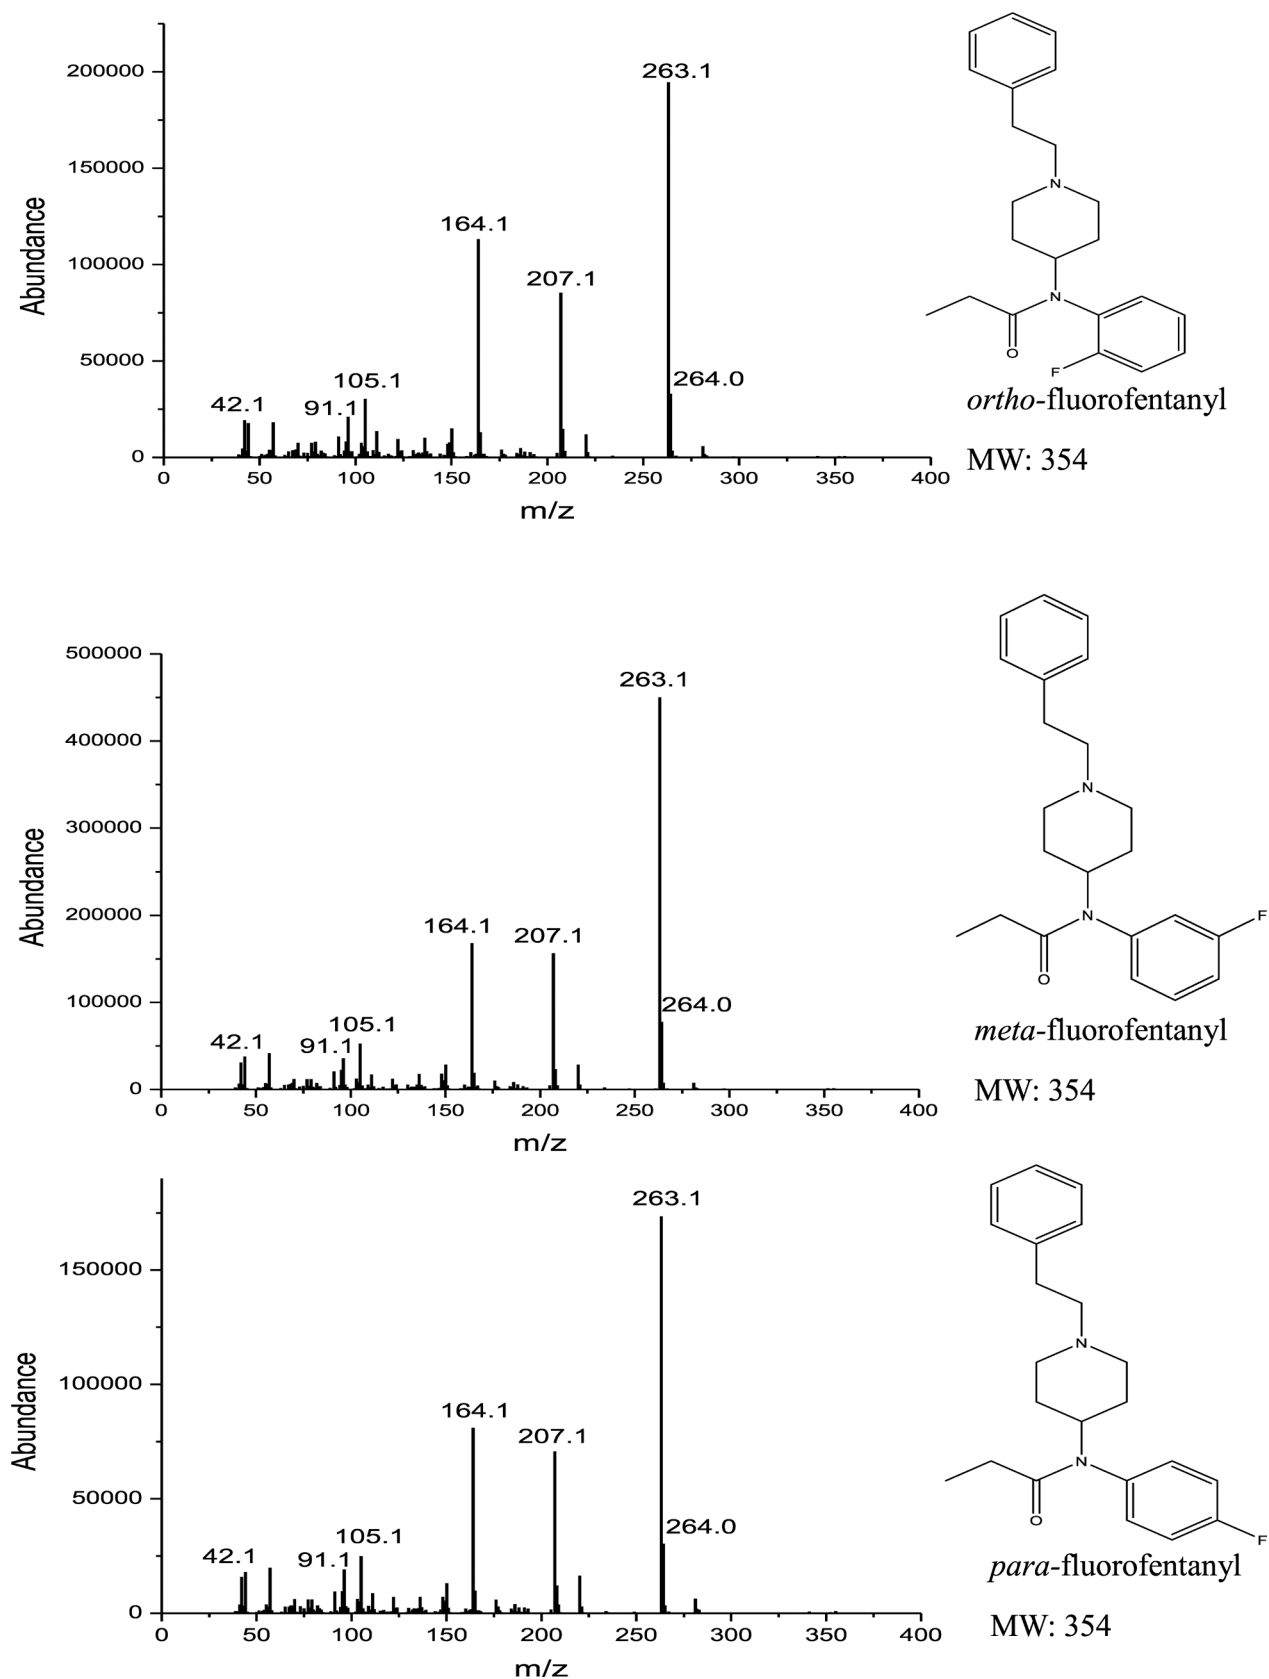 200000
150000
100000
50000
0
Abundance
263.1
164.1
207.1
264.0
105.1
91.1
42.1
0 50 100 150 200 250 300 350 400
m/z
N
N
O
F
ortho-fluorofentanyl
MW: 354
500000
400000
300000
200000
100000
0
Abundance
263.1
164.1
207.1
264.0
105.1
91.1
42.1
0 50 100 150 200 250 300 350 400
m/z
N
N
F
O
meta-fluorofentanyl
MW: 354
150000
100000
50000
0
Abundance
263.1
164.1
207.1
264.0
105.1
91.1
42.1
0 50 100 150 200 250 300 350 400
m/z
N
N
O
F
para-fluorofentanyl
MW: 354